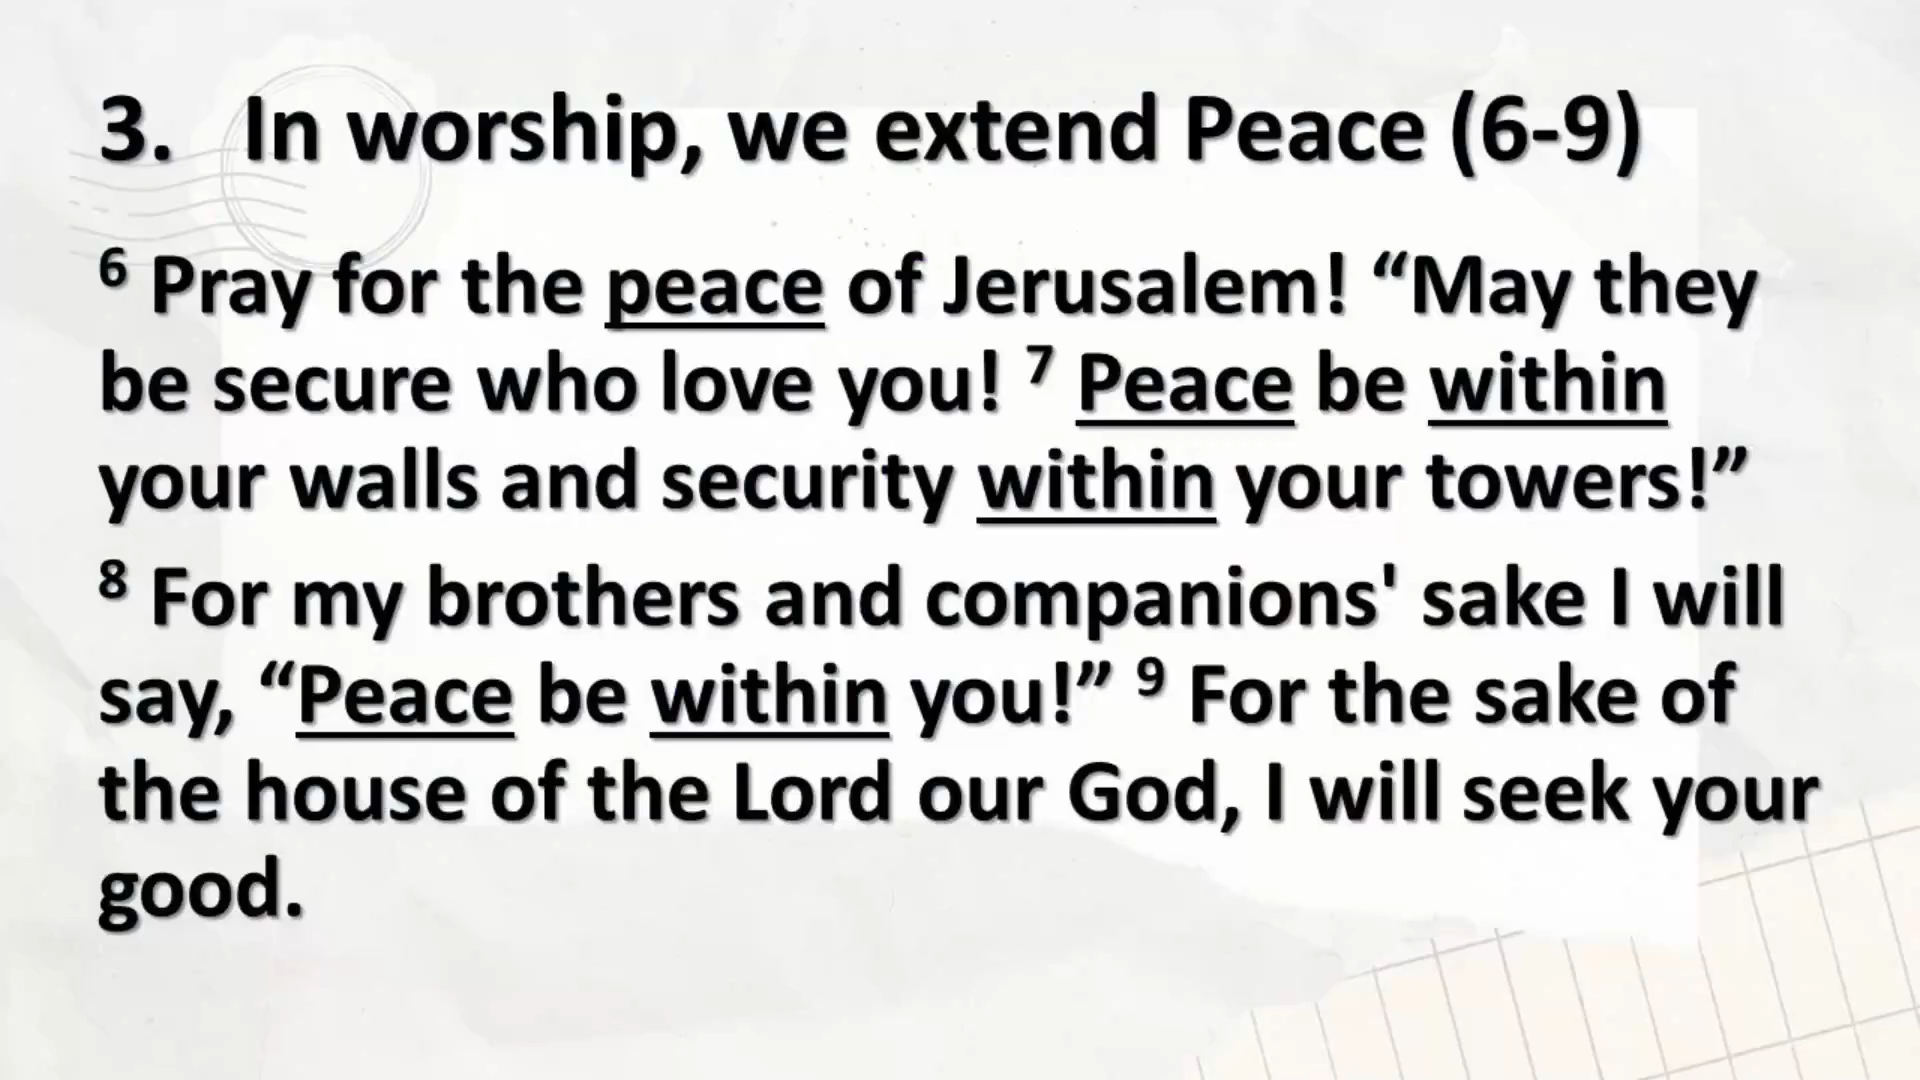 3. In worship, we extend Peace (6-9)
6 Pray for the peace of Jerusalem! “May they
be secure who love you! 7 Peace be within
your walls and security within your towers!”
8 For my brothers and companions' sake I will
say, “Peace be within you!” 9 For the sake of
the house of the Lord our God, I will seek your
good.